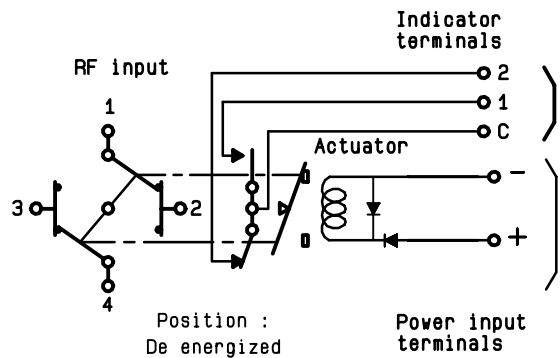 Indicator
terminals
RF input
2
1
1
C
Actuator
-
3
2
+
4
Position :
De energized
Power input
terminals